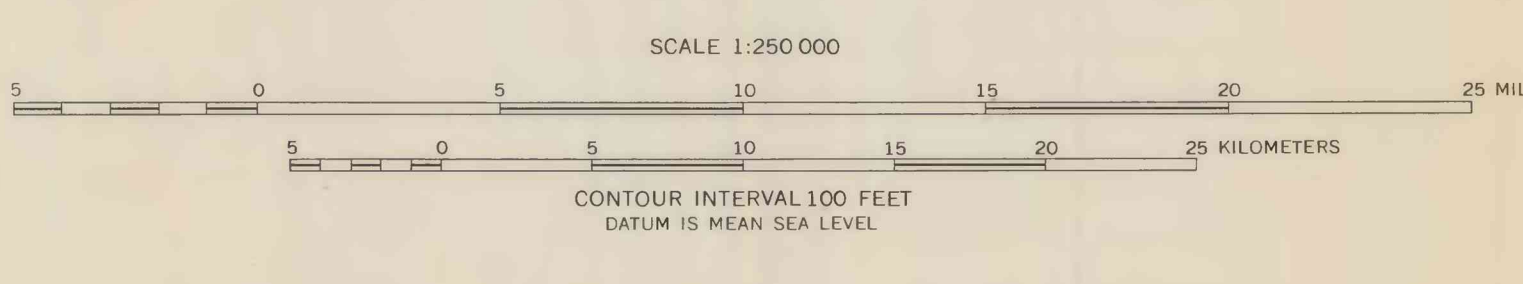 SCALE 1:250 000
5 0 5 10 15 20 25 MIL
5 0 5 10 15 20 25 KILOMETERS
CONTOUR INTERVAL 100 FEET
DATUM IS MEAN SEA LEVEL